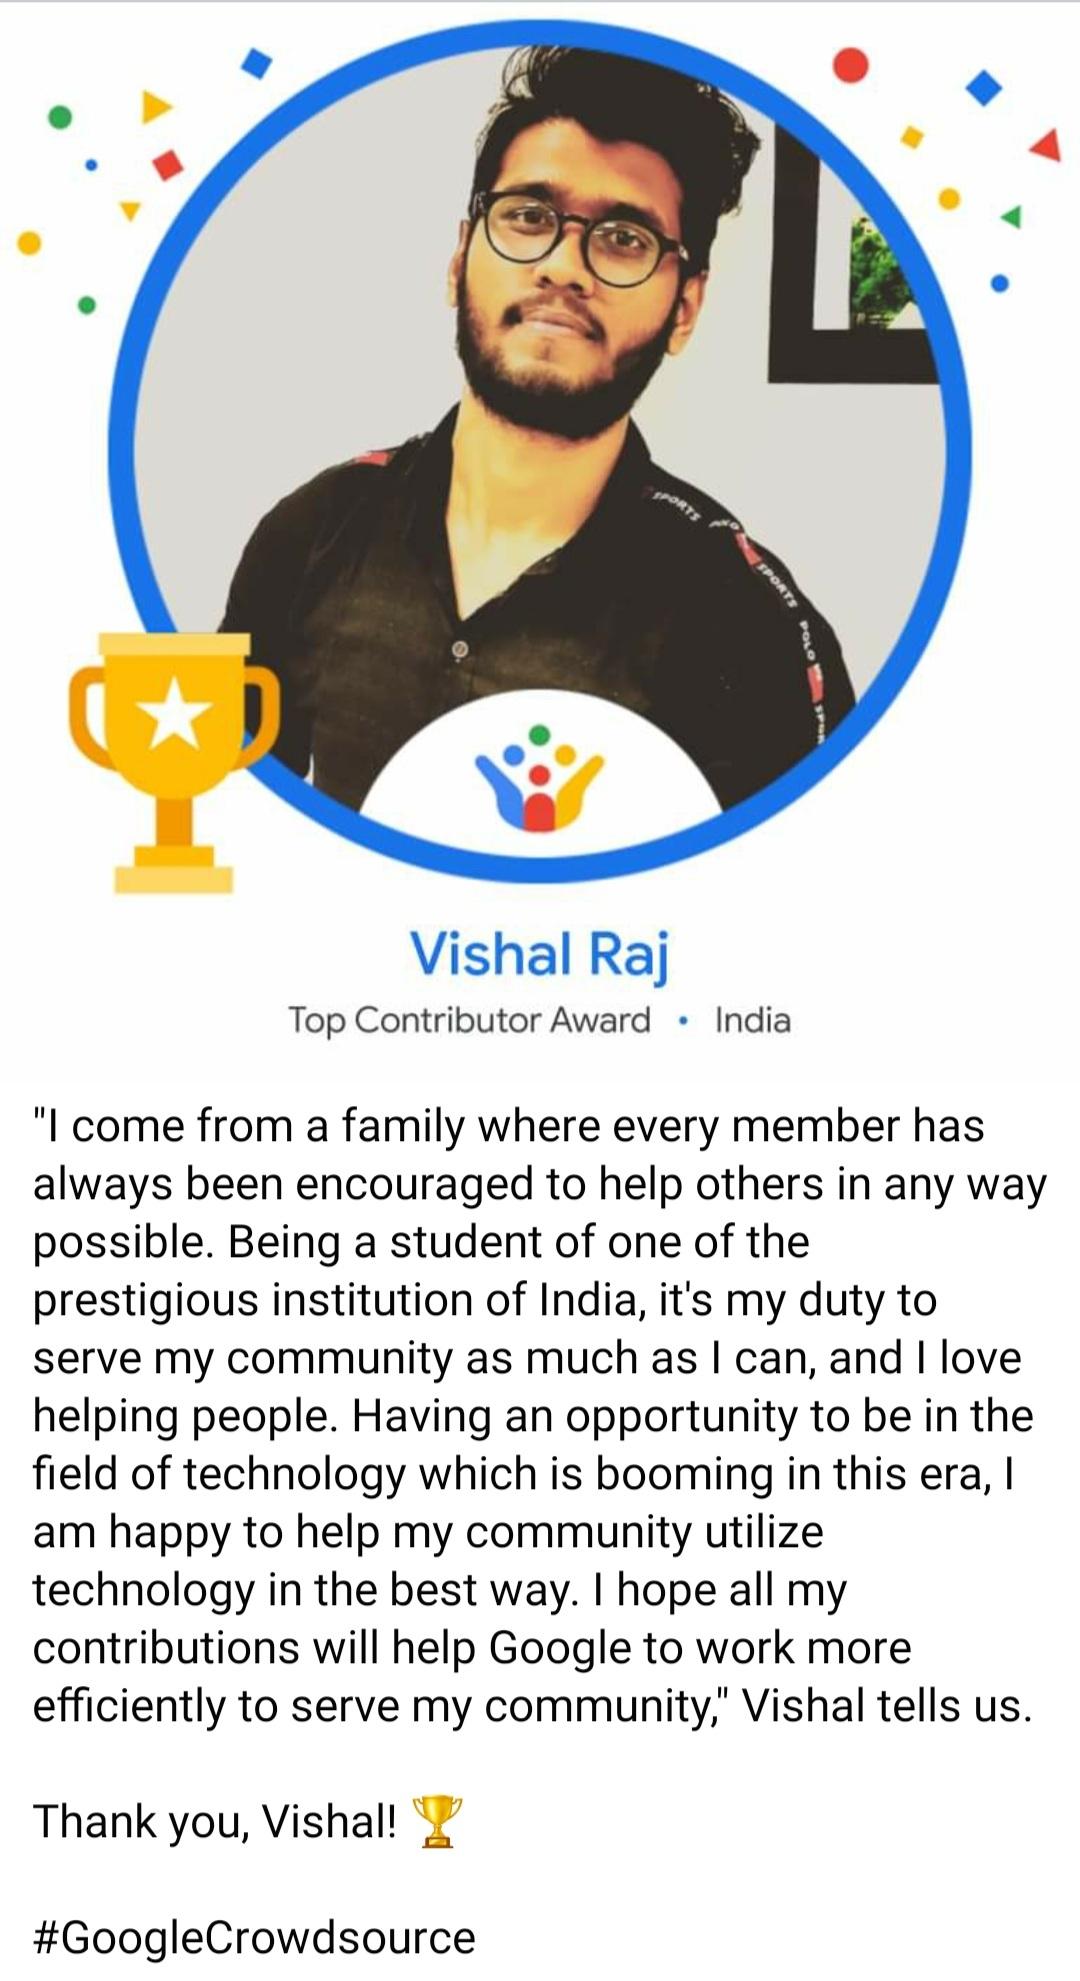 SPORTS
SPORTS
POLO
Vishal Raj
Top Contributor Award • India
"I come from a family where every member has
always been encouraged to help others in any way
possible. Being a student of one of the
prestigious institution of India, it's my duty to
serve my community as much as I can, and I love
helping people. Having an opportunity to be in the
field of technology which is booming in this era, I
am happy to help my community utilize
technology in the best way. I hope all my
contributions will help Google to work more
efficiently to serve my community," Vishal tells us.
Thank you, Vishal! 🏆
#GoogleCrowdsource